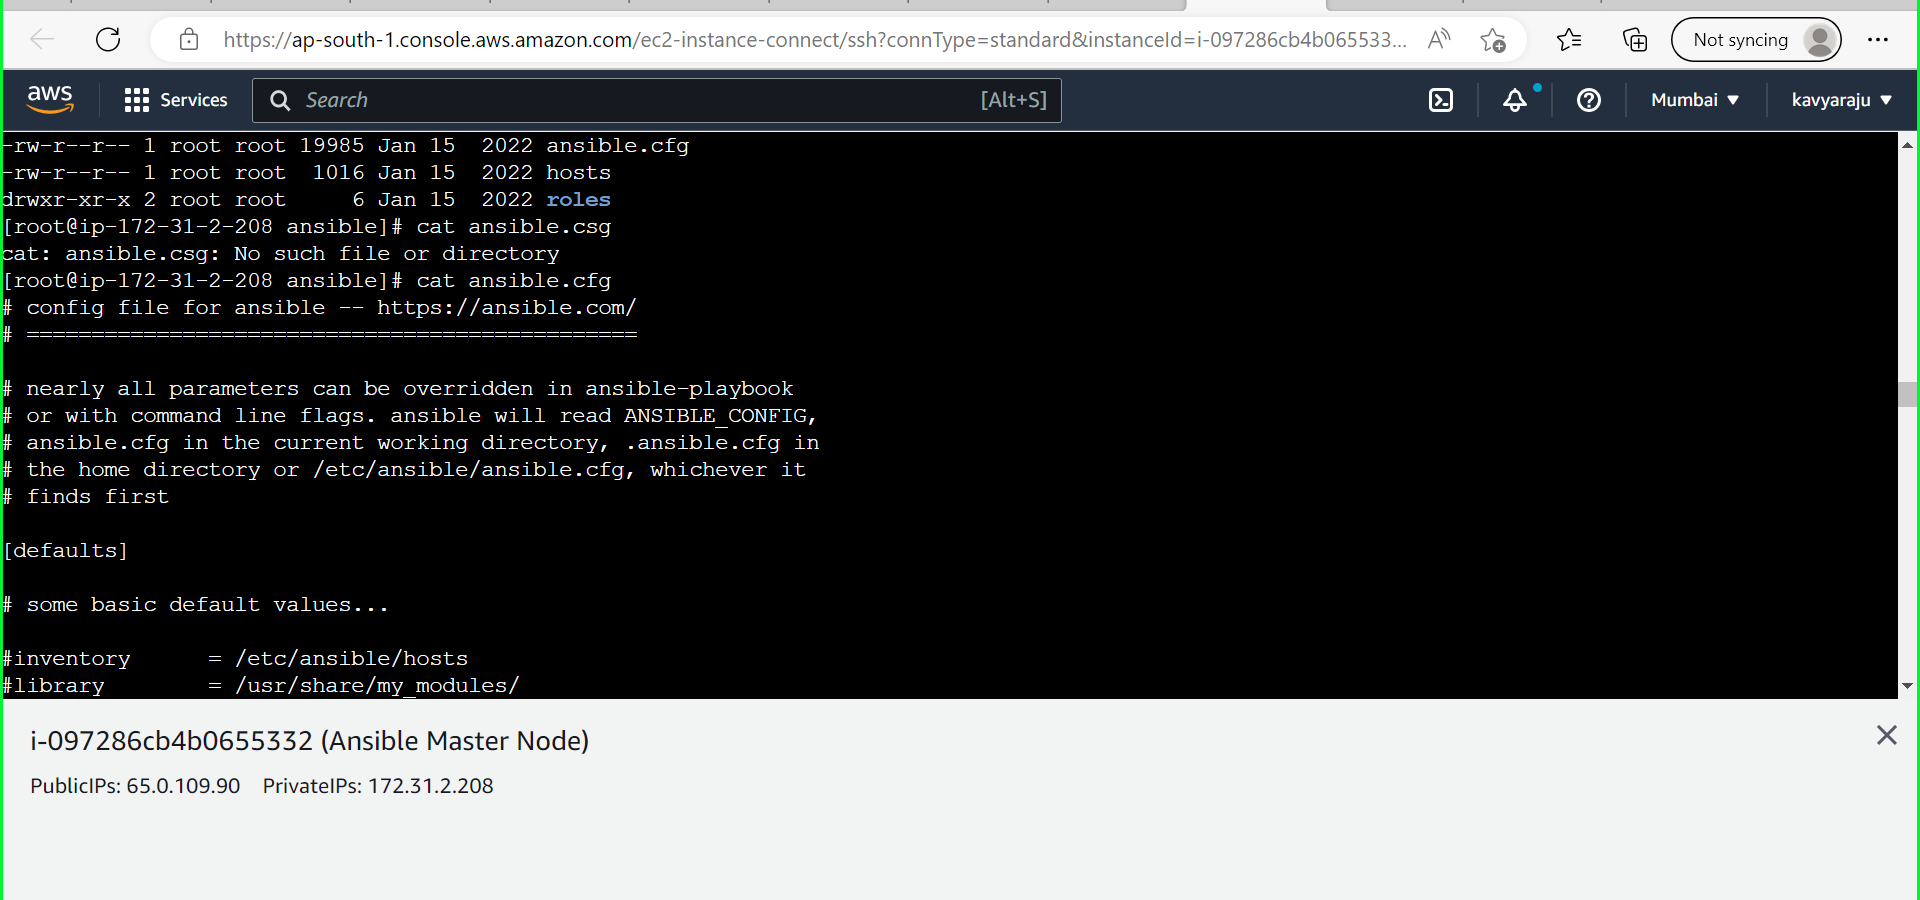 https://ap-south-1.console.aws.amazon.com/ec2-instance-connect/ssh?connType=standard&instanceId=i-097286cb4b065533...
Not syncing
aws
Services
Search
[Alt+S]
Mumbai
kavyaraju
-rw-r--r-- 1 root root 19985 Jan 15  2022 ansible.cfg
-rw-r--r-- 1 root root  1016 Jan 15  2022 hosts
drwxr-xr-x 2 root root     6 Jan 15  2022 roles
[root@ip-172-31-2-208 ansible]# cat ansible.csg
cat: ansible.csg: No such file or directory
[root@ip-172-31-2-208 ansible]# cat ansible.cfg
# config file for ansible -- https://ansible.com/
# ===============================================
# nearly all parameters can be overridden in ansible-playbook
# or with command line flags. ansible will read ANSIBLE_CONFIG,
# ansible.cfg in the current working directory, .ansible.cfg in
# the home directory or /etc/ansible/ansible.cfg, whichever it
# finds first
[defaults]
# some basic default values...
#inventory      = /etc/ansible/hosts
#library        = /usr/share/my_modules/
i-097286cb4b0655332 (Ansible Master Node)
PublicIPs: 65.0.109.90    PrivateIPs: 172.31.2.208